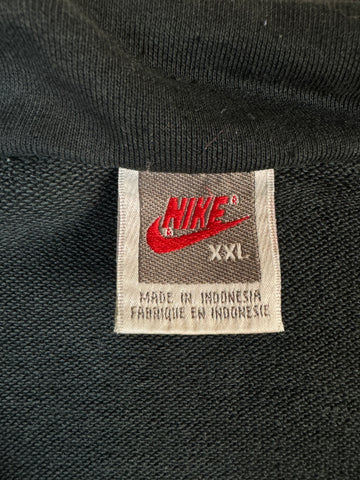 NIKE®
®
XXL
MADE IN INDONESIA
FABRIQUE EN INDONESIE